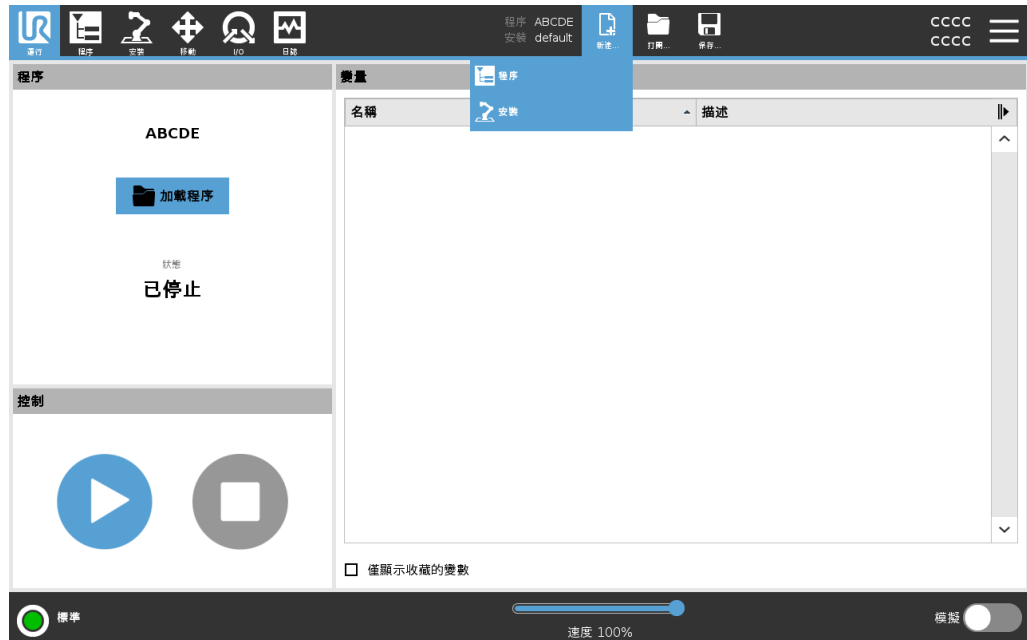 UR
運行
程序
安裝
移動
I/O
日誌
程序 ABCDE
安裝 default
新建...
打開...
保存...
CCCC
CCCC
程序
變量
程序
安裝
名稱
描述
ABCDE
加載程序
狀態
已停止
控制
僅顯示收藏的變數
標準
速度 100%
模擬